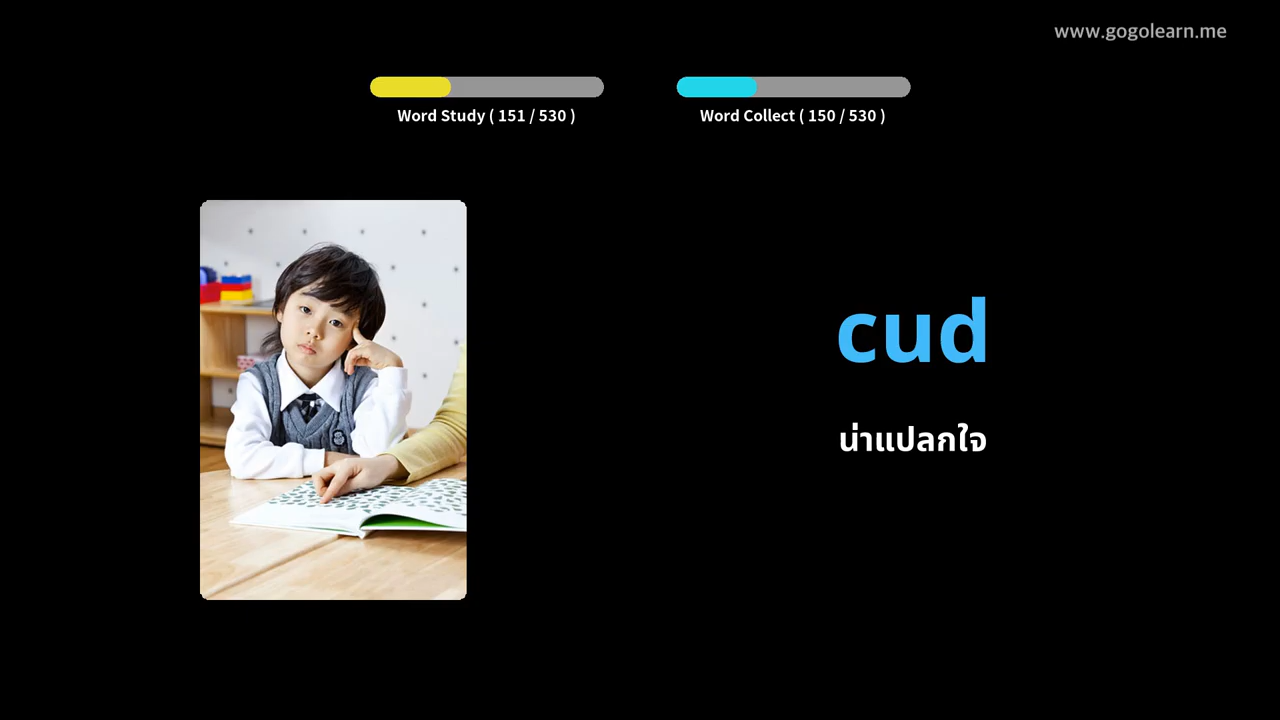 www.gogolearn.me
Word Study ( 151 / 530 )
Word Collect ( 150 / 530 )
cud
น่าแปลกใจ